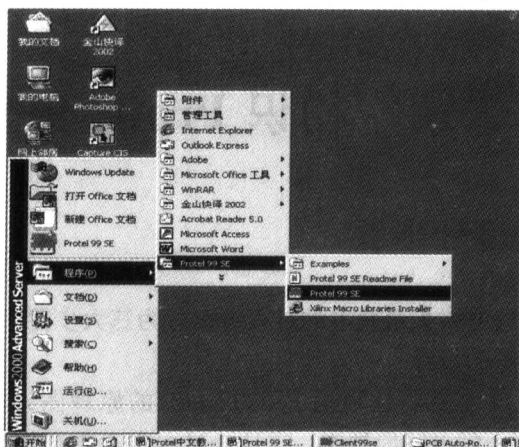 我的文档
金山快译
2002
我的电脑
Adobe
Photoshop ...
网上邻居
Capture CIS
Windows Update
打开 Office 文档
新建 Office 文档
Protel 99 SE
程序(P)
文档(D)
设置(S)
搜索(C)
帮助(H)
运行(R)...
关机(U)...
Windows 2000 Advanced Server
附件
管理工具
Internet Explorer
Outlook Express
Adobe
Microsoft Office 工具
WinRAR
金山快译 2002
Acrobat Reader 5.0
Microsoft Access
Microsoft Word
Protel 99 SE
Examples
Protel 99 SE Readme File
Protel 99 SE
Xilinx Macro Libraries Installer
开始
Protel中文教...
Protel 99 SE...
Client99se
PCB Auto-Ro...